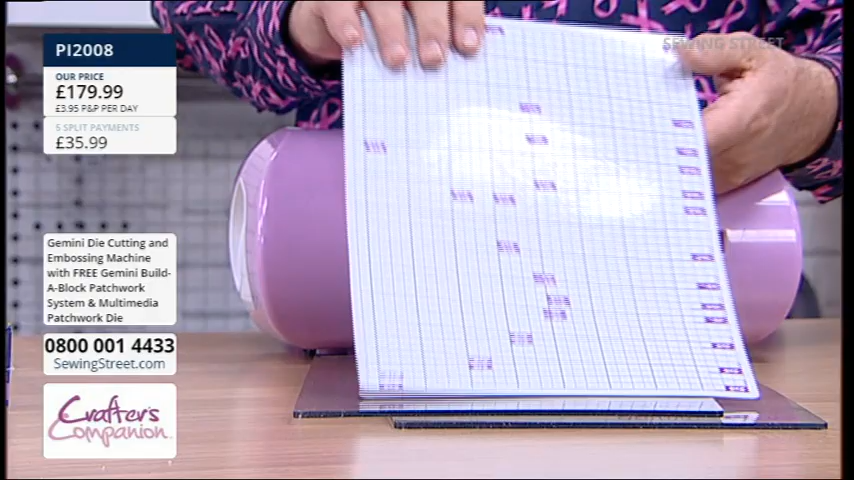 PI2008
OUR PRICE
£179.99
£3.95 P&P PER DAY
5 SPLIT PAYMENTS
£35.99
Gemini Die Cutting and
Embossing Machine
with FREE Gemini Build-
A-Block Patchwork
System & Multimedia
Patchwork Die
0800 001 4433
SewingStreet.com
Crafter's
Companion
SEWING STREET